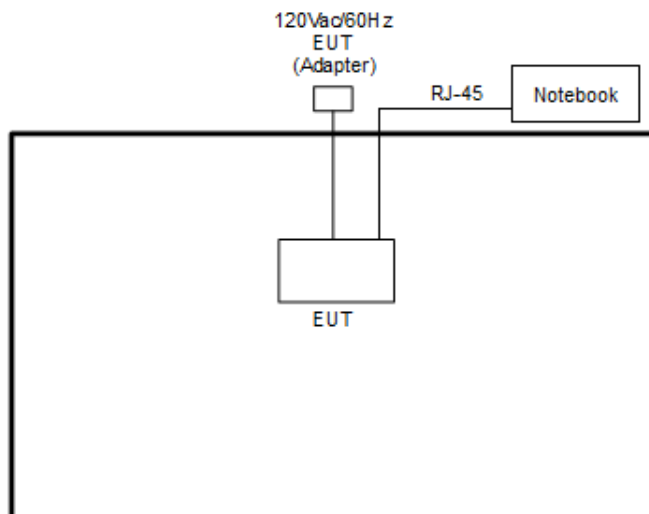 120Vac/60Hz
EUT
(Adapter)
RJ-45
Notebook
EUT